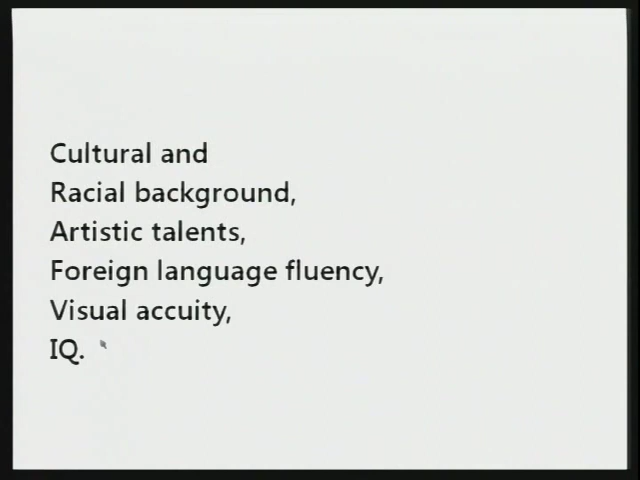 Cultural and
Racial background,
Artistic talents,
Foreign language fluency,
Visual accuity,
IQ.